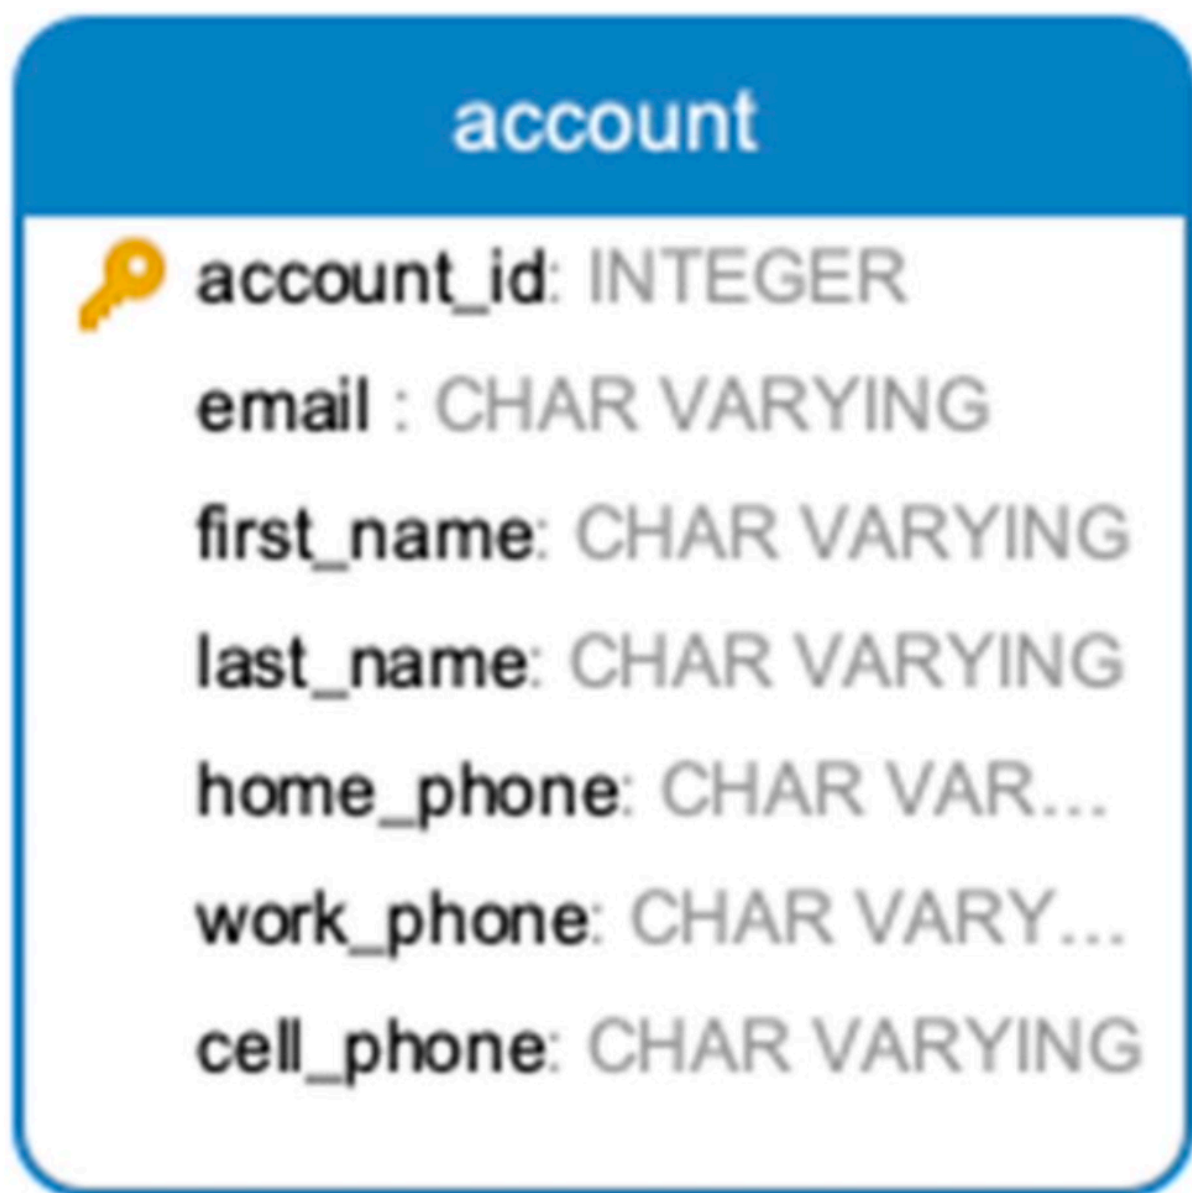 account
account_id: INTEGER
email : CHAR VARYING
first_name: CHAR VARYING
last_name: CHAR VARYING
home_phone: CHAR VAR...
work_phone: CHAR VARY...
cell_phone: CHAR VARYING